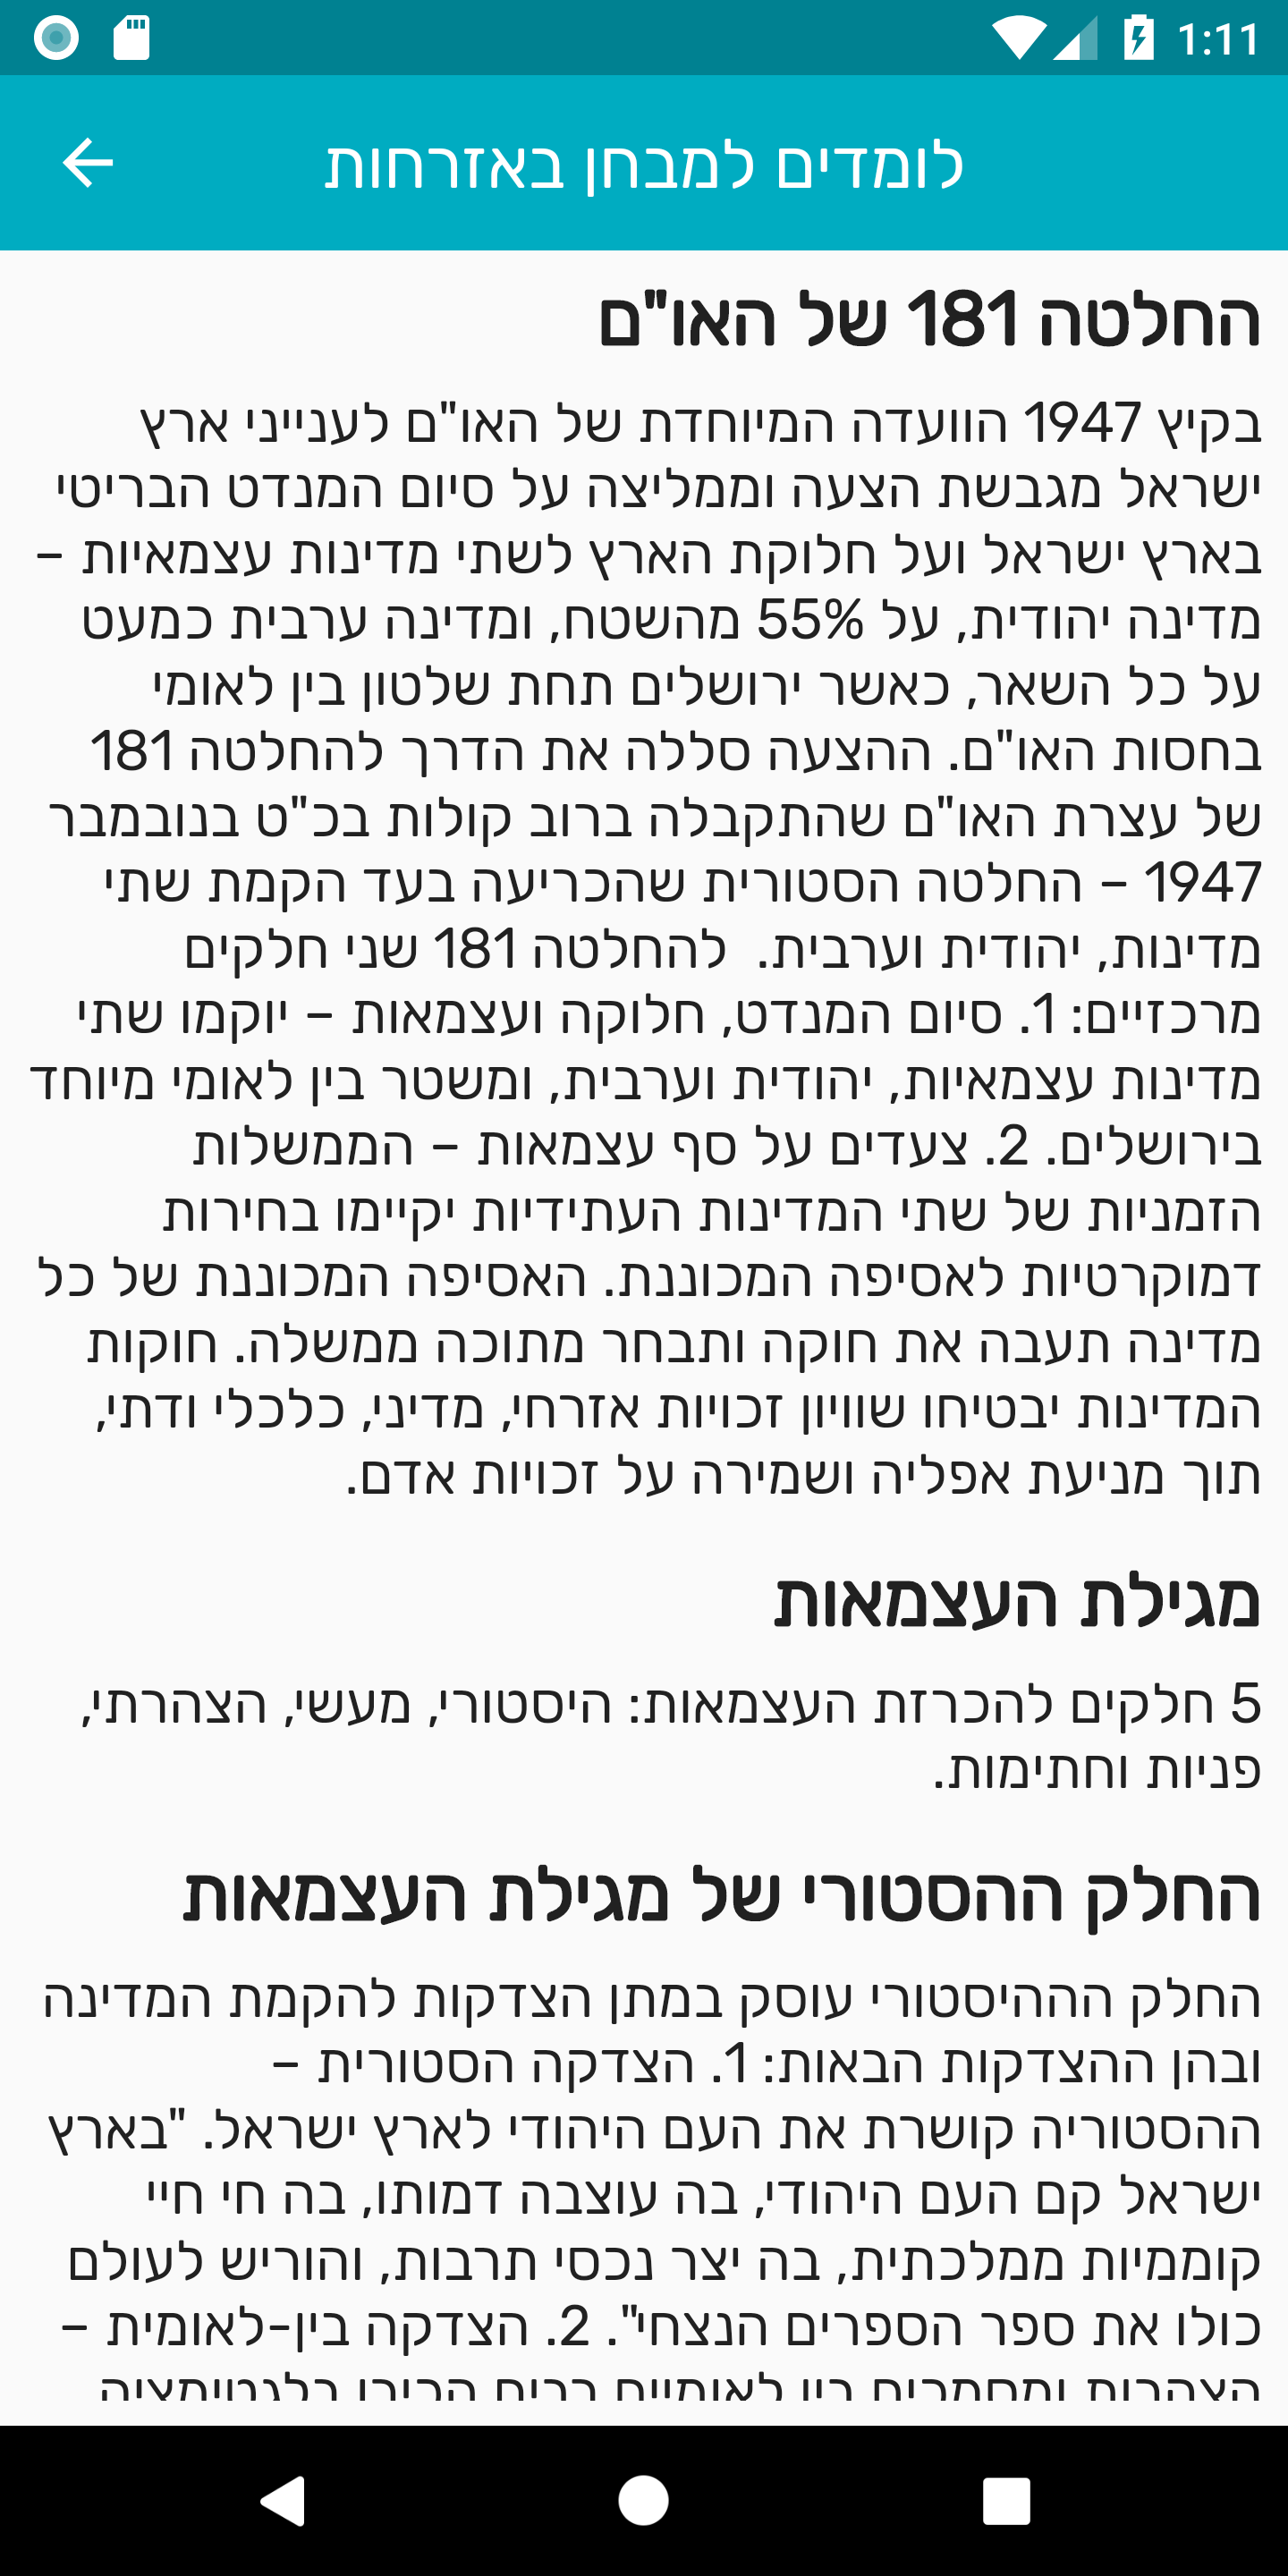 1:11
לומדים למבחן באזרחות
החלטה 181 של האו"ם
בקיץ 1947 הוועדה המיוחדת של האו"ם לענייני ארץ
ישראל מגבשת הצעה וממליצה על סיום המנדט הבריטי
בארץ ישראל ועל חלוקת הארץ לשתי מדינות עצמאיות –
מדינה יהודית, על 55% מהשטח, ומדינה ערבית כמעט
על כל השאר, כאשר ירושלים תחת שלטון בין לאומי
בחסות האו"ם. ההצעה סללה את הדרך להחלטה 181
של עצרת האו"ם שהתקבלה ברוב קולות בכ"ט בנובמבר
1947 – החלטה הסטורית שהכריעה בעד הקמת שתי
מדינות, יהודית וערבית.  להחלטה 181 שני חלקים
מרכזיים: 1. סיום המנדט, חלוקה ועצמאות – יוקמו שתי
מדינות עצמאיות, יהודית וערבית, ומשטר בין לאומי מיוחד
בירושלים. 2. צעדים על סף עצמאות – הממשלות
הזמניות של שתי המדינות העתידיות יקיימו בחירות
דמוקרטיות לאסיפה המכוננת. האסיפה המכוננת של כל
מדינה תעבה את חוקה ותבחר מתוכה ממשלה. חוקות
המדינות יבטיחו שוויון זכויות אזרחי, מדיני, כלכלי ודתי,
תוך מניעת אפליה ושמירה על זכויות אדם.
מגילת העצמאות
5 חלקים להכרזת העצמאות: היסטורי, מעשי, הצהרתי,
פניות וחתימות.
החלק ההסטורי של מגילת העצמאות
החלק הההיסטורי עוסק במתן הצדקות להקמת המדינה
ובהן ההצדקות הבאות: 1. הצדקה הסטורית –
ההסטוריה קושרת את העם היהודי לארץ ישראל. "בארץ
ישראל קם העם היהודי, בה עוצבה דמותו, בה חי חיי
קוממיות ממלכתית, בה יצר נכסי תרבות, והוריש לעולם
כולו את ספר הספרים הנצחי". 2. הצדקה בין-לאומית –
הצהרות ומסמכים בין לאומיים רבים הכירו בלגיטימציה